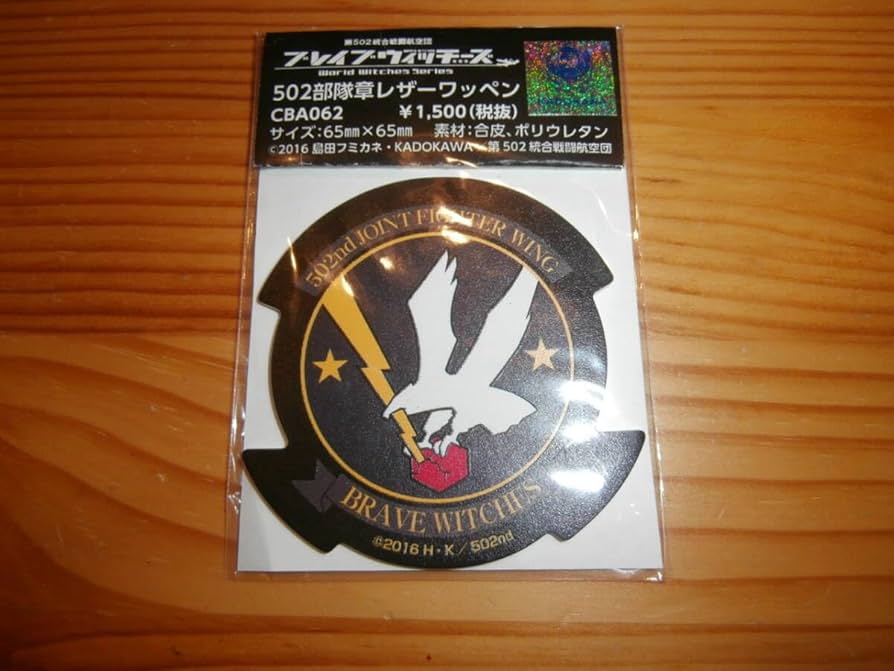 第502統合戦闘航空団
ブレイブウィッチーズ
World Witches Series
502部隊章レザーワッペン
CBA062 ￥1,500(税抜)
サイズ:65mm×65mm 素材:合皮、ポリウレタン
©2016 島田フミカネ・KADOKAWA/第502統合戦闘航空団
KADOKAWA
502nd JOINT FIGHTER WING
BRAVE WITCHES
©2016 H・K/502nd